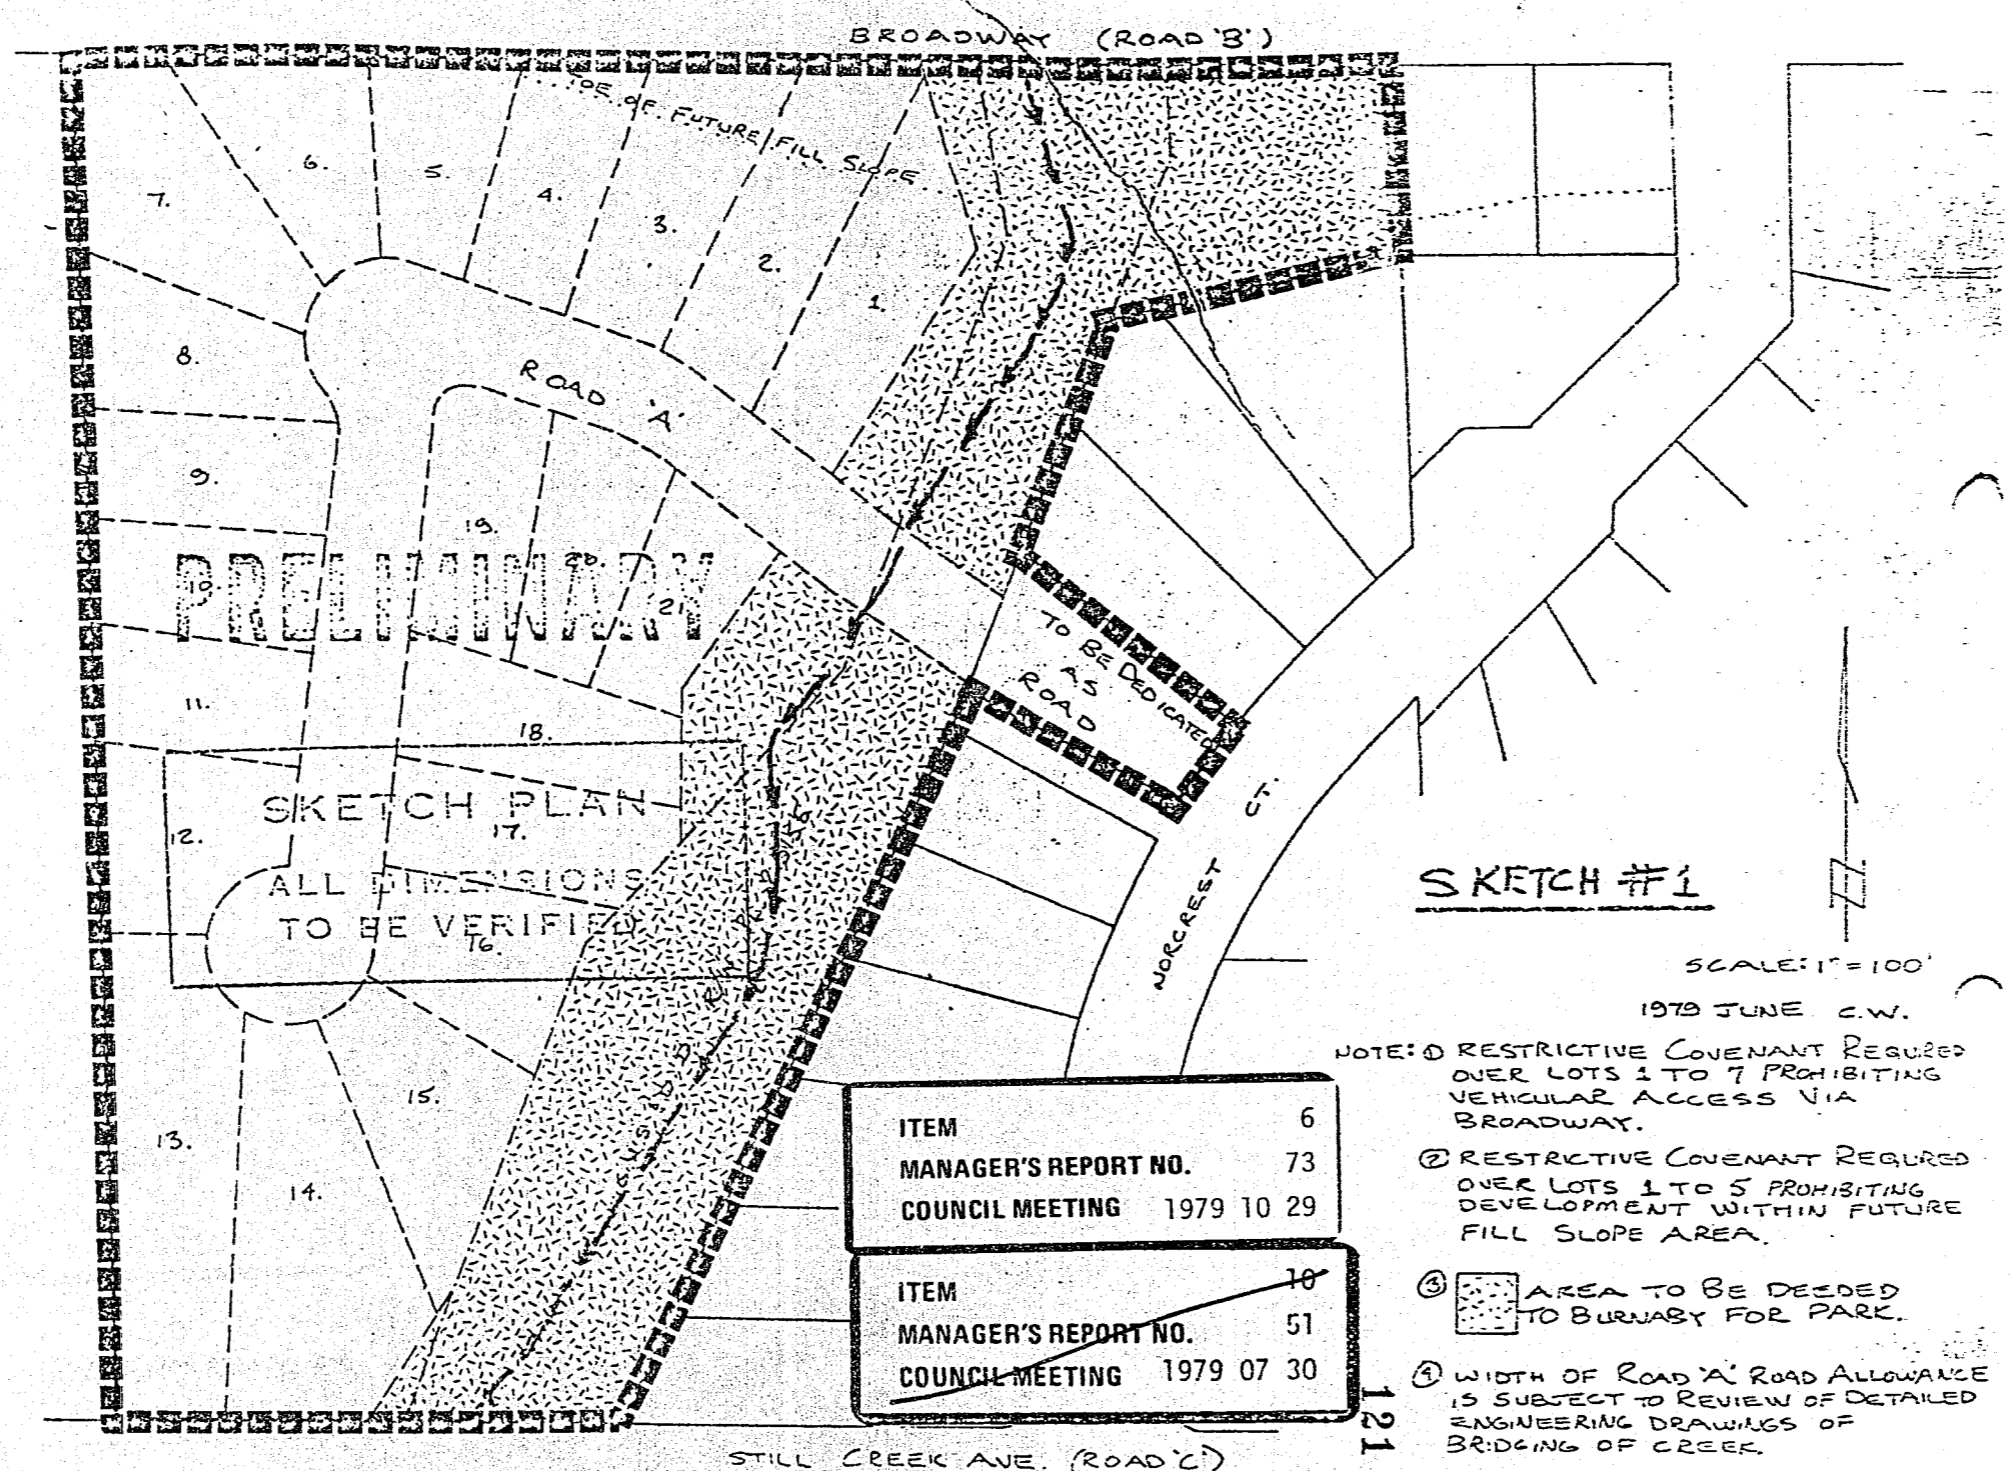 BROADWAY (ROAD 'B')
TOE OF FUTURE FILL SLOPE
7.
6.
5.
4.
3.
2.
1.
8.
ROAD 'A'
9.
19.
20.
21.
PRELIMINARY
10.
TO BE DEDICATED
AS
ROAD
11.
18.
SKETCH PLAN
12.
17.
ALL DIMENSIONS
TO BE VERIFIED
16.
NORCREST CT.
15.
13.
14.
SKETCH #1
SCALE: 1" = 100'
1979 JUNE C.W.
NOTE: ① RESTRICTIVE COVENANT REQUIRED
OVER LOTS 1 TO 7 PROHIBITING
VEHICULAR ACCESS VIA
BROADWAY.
② RESTRICTIVE COVENANT REQUIRED
OVER LOTS 1 TO 5 PROHIBITING
DEVELOPMENT WITHIN FUTURE
FILL SLOPE AREA.
③ AREA TO BE DEEDED
TO BURNABY FOR PARK.
④ WIDTH OF ROAD 'A' ROAD ALLOWANCE
IS SUBJECT TO REVIEW OF DETAILED
ENGINEERING DRAWINGS OF
BRIDGING OF CREEK.
ITEM 6
MANAGER'S REPORT NO. 73
COUNCIL MEETING 1979 10 29
ITEM 10
MANAGER'S REPORT NO. 51
COUNCIL MEETING 1979 07 30
121
STILL CREEK AVE. (ROAD 'C')